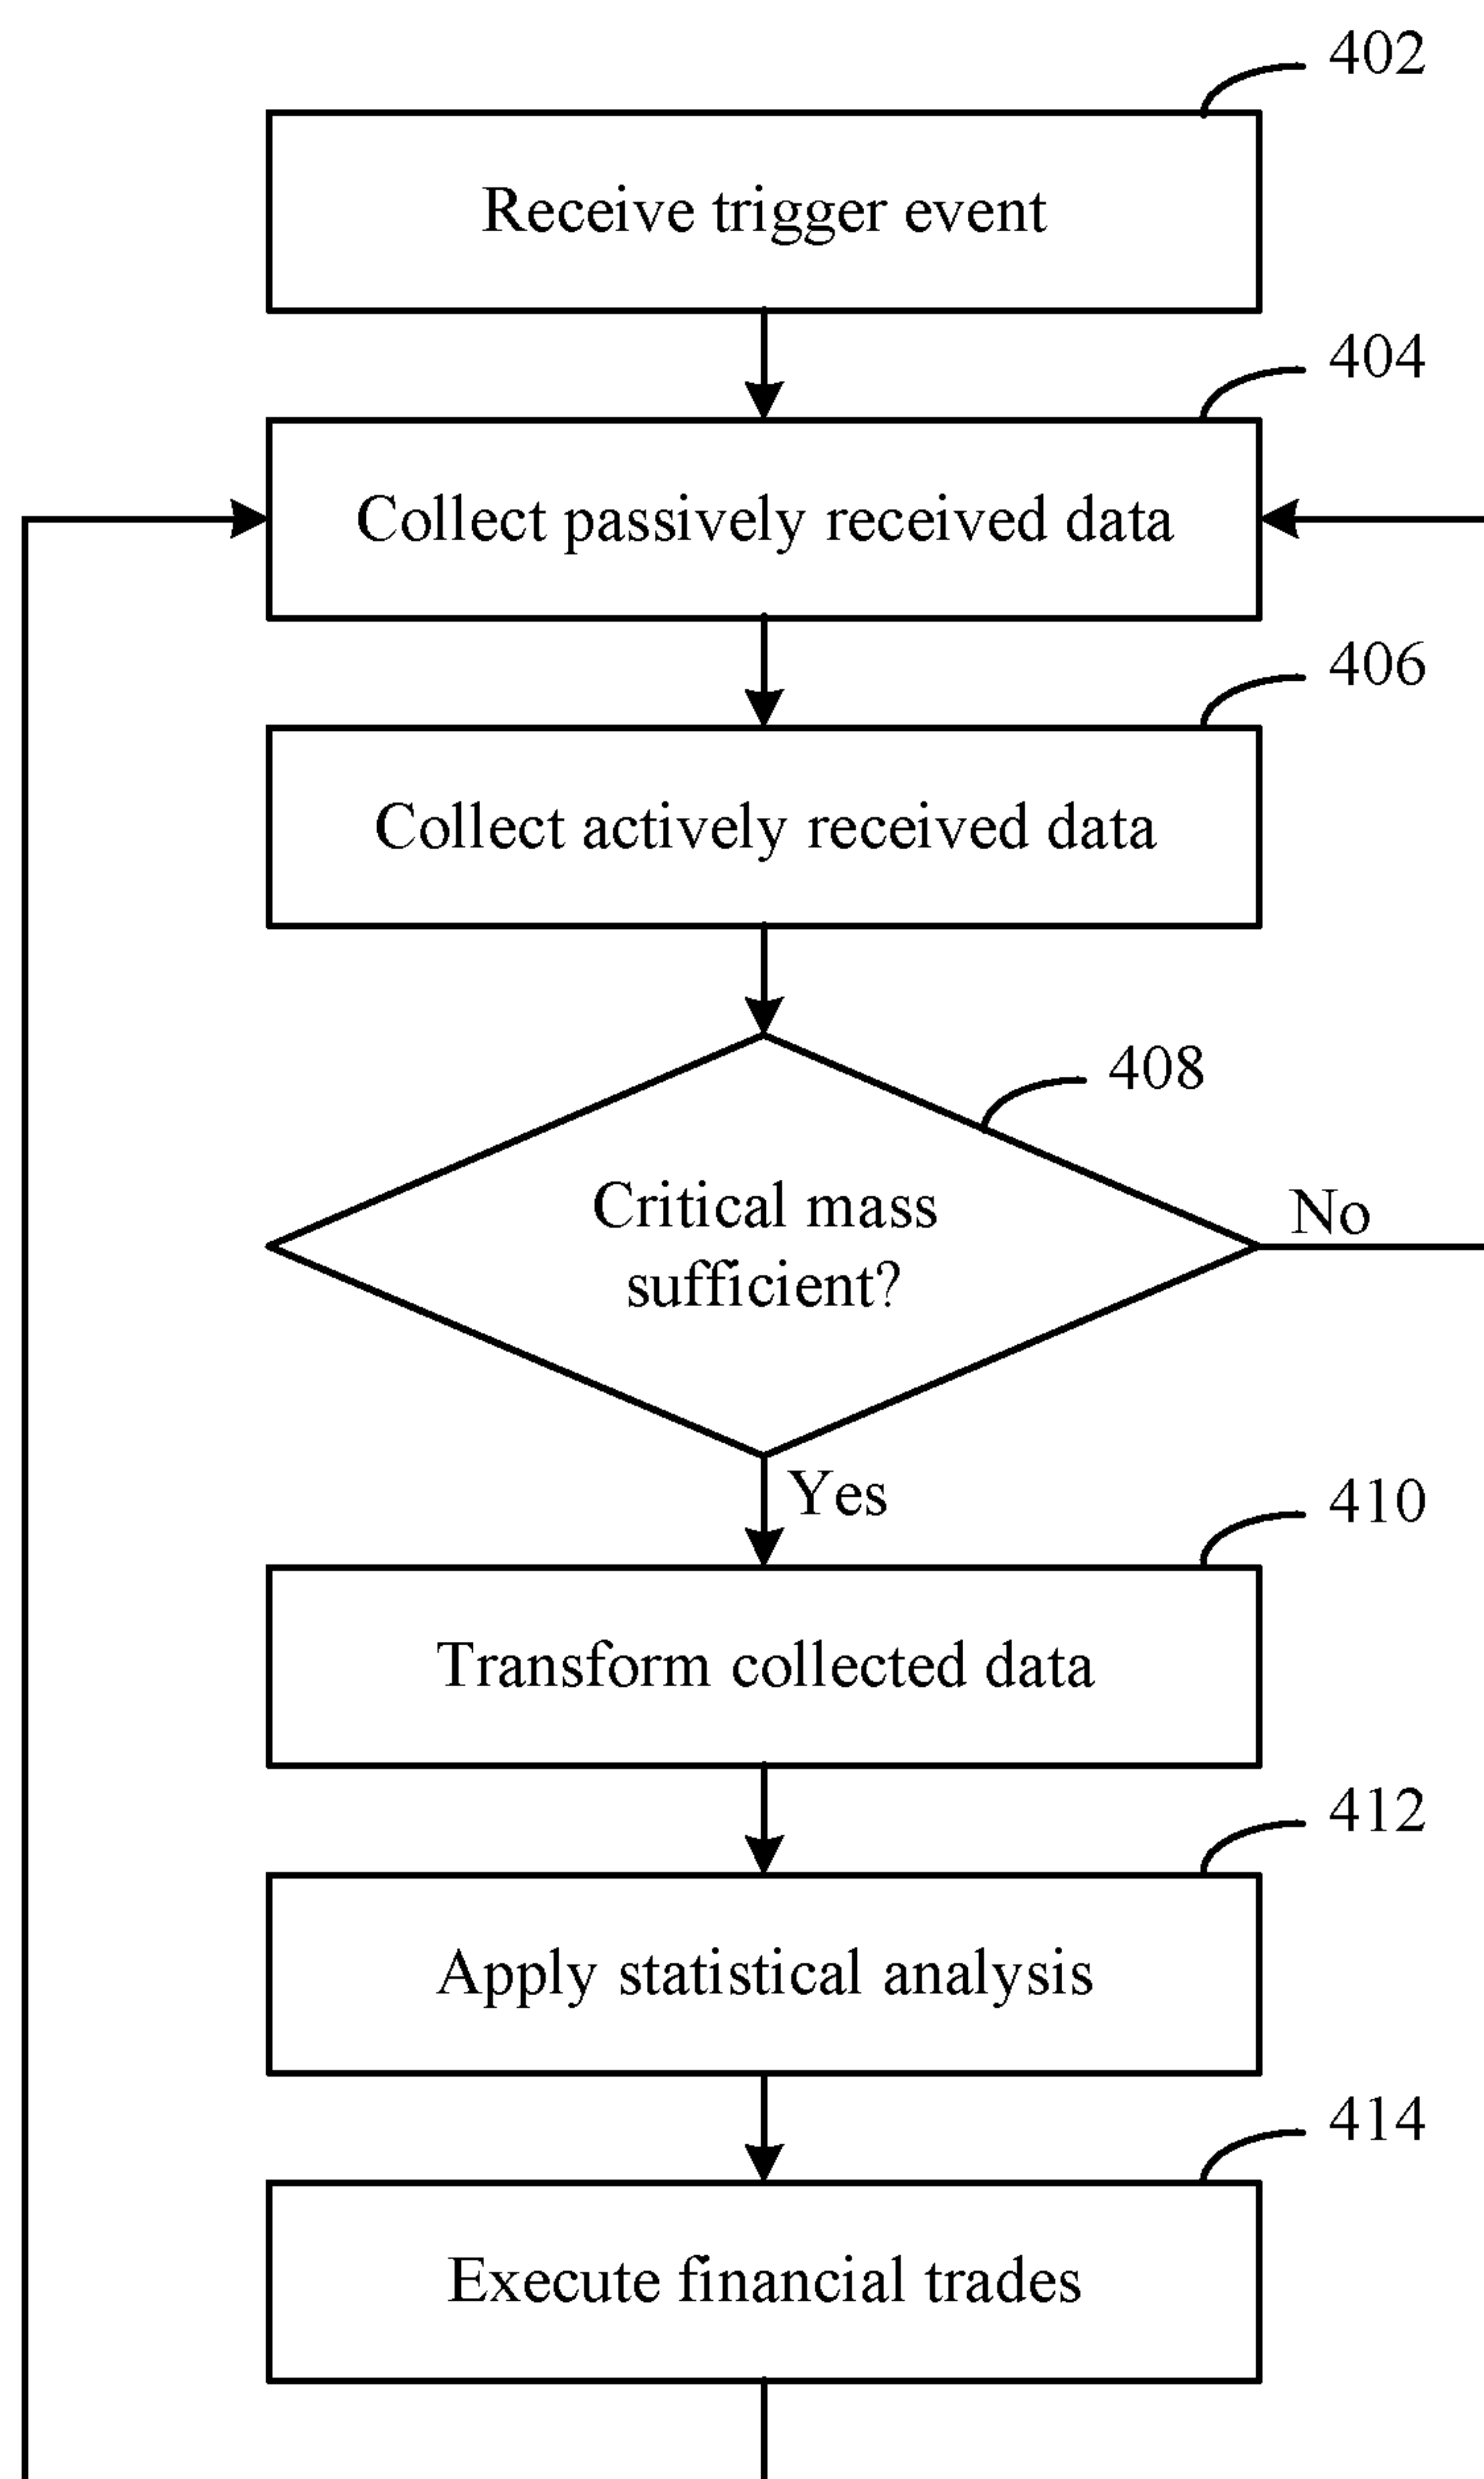 402
Receive trigger event
404
Collect passively received data
406
Collect actively received data
408
Critical mass
sufficient?
No
Yes
410
Transform collected data
412
Apply statistical analysis
414
Execute financial trades